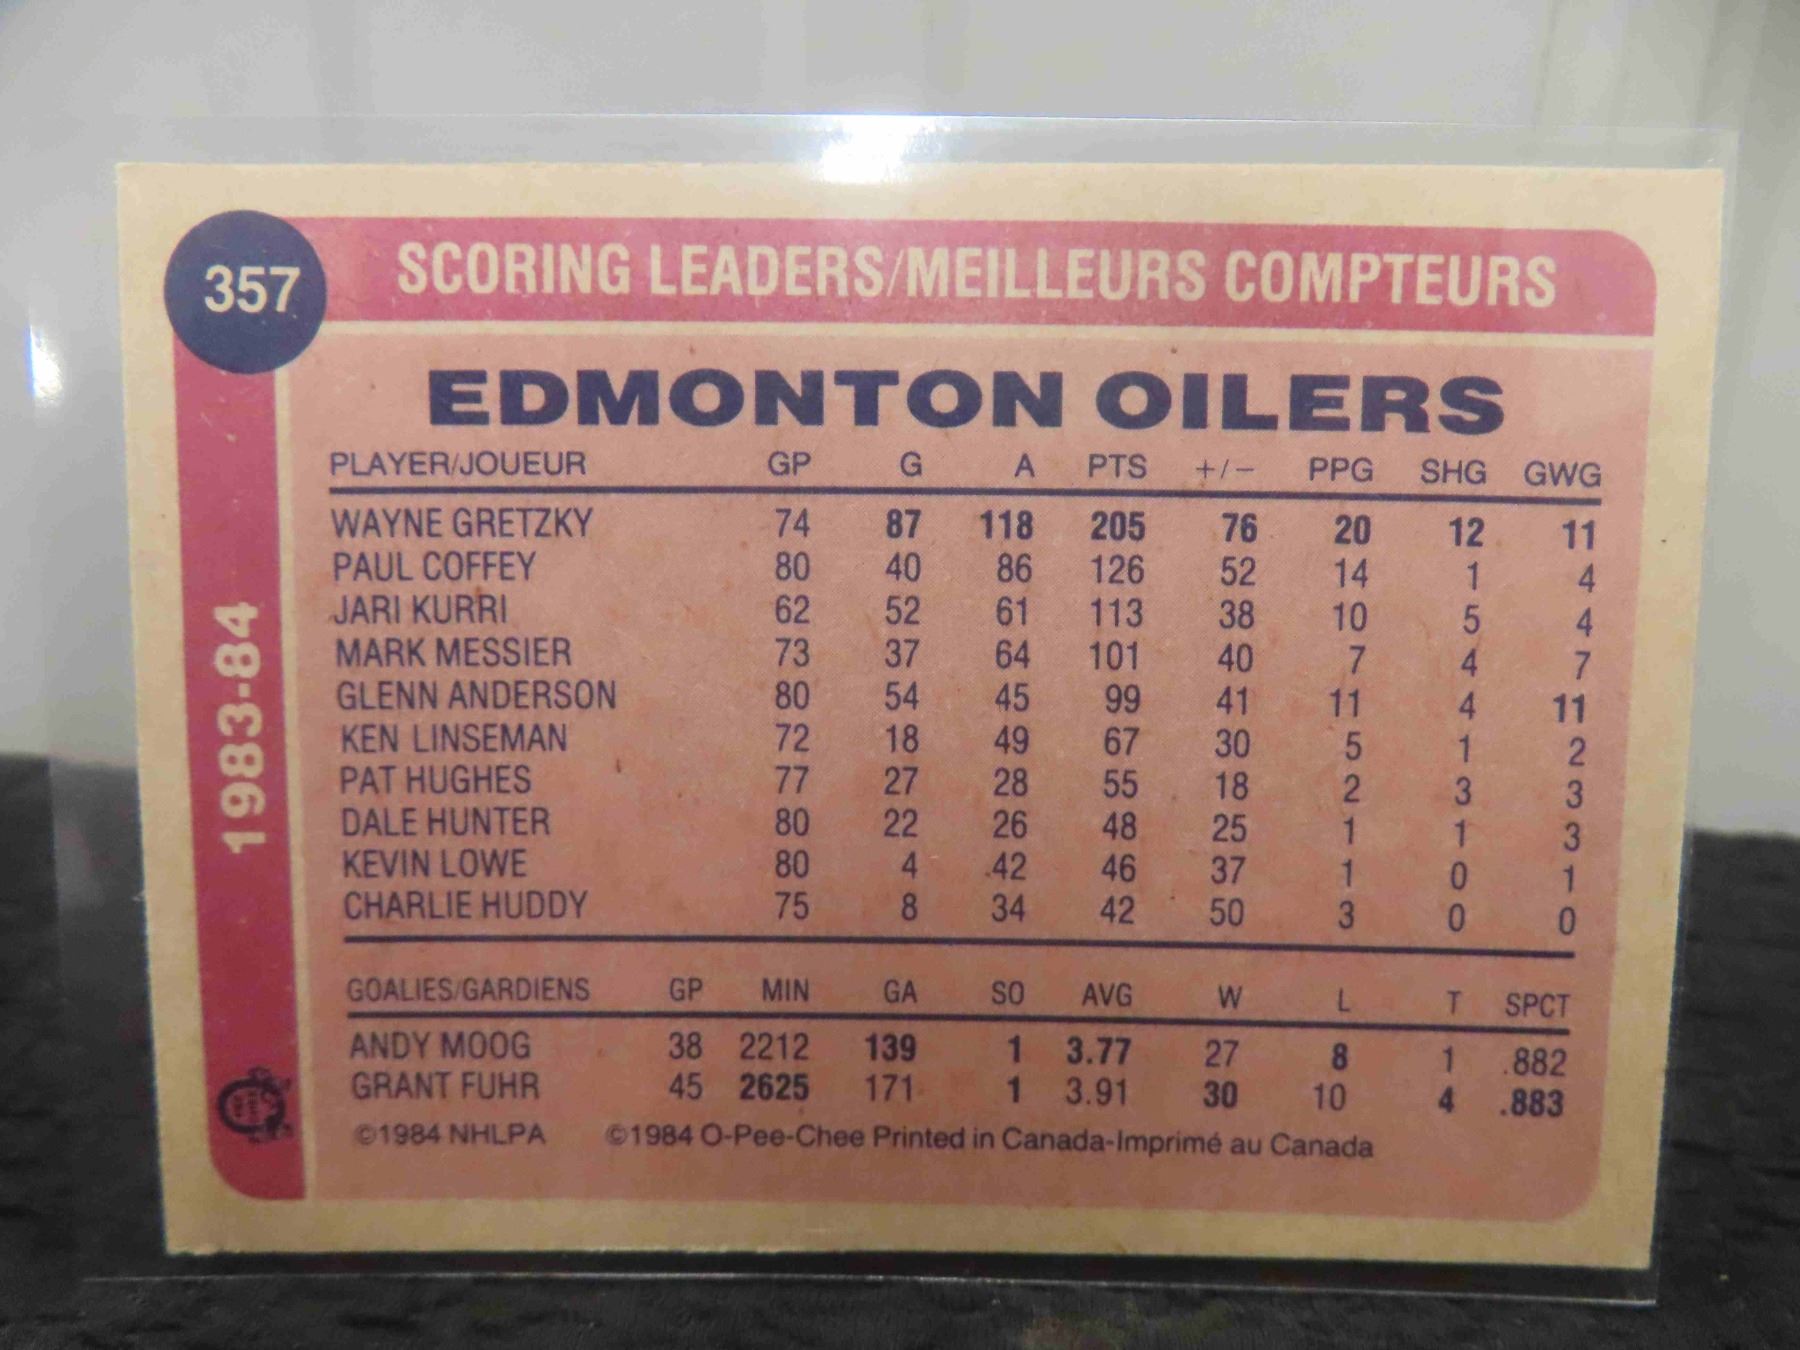 357
SCORING LEADERS/MEILLEURS COMPTEURS
1983-84
EDMONTON OILERS
PLAYER/JOUEUR GP G A PTS +/− PPG SHG GWG
WAYNE GRETZKY 74 87 118 205 76 20 12 11
PAUL COFFEY 80 40 86 126 52 14 1 4
JARI KURRI 62 52 61 113 38 10 5 4
MARK MESSIER 73 37 64 101 40 7 4 7
GLENN ANDERSON 80 54 45 99 41 11 4 11
KEN LINSEMAN 72 18 49 67 30 5 1 2
PAT HUGHES 77 27 28 55 18 2 3 3
DALE HUNTER 80 22 26 48 25 1 1 3
KEVIN LOWE 80 4 42 46 37 1 0 1
CHARLIE HUDDY 75 8 34 42 50 3 0 0
GOALIES/GARDIENS GP MIN GA SO AVG W L T SPCT
ANDY MOOG 38 2212 139 1 3.77 27 8 1 .882
GRANT FUHR 45 2625 171 1 3.91 30 10 4 .883
©1984 NHLPA ©1984 O-Pee-Chee Printed in Canada-Imprimé au Canada